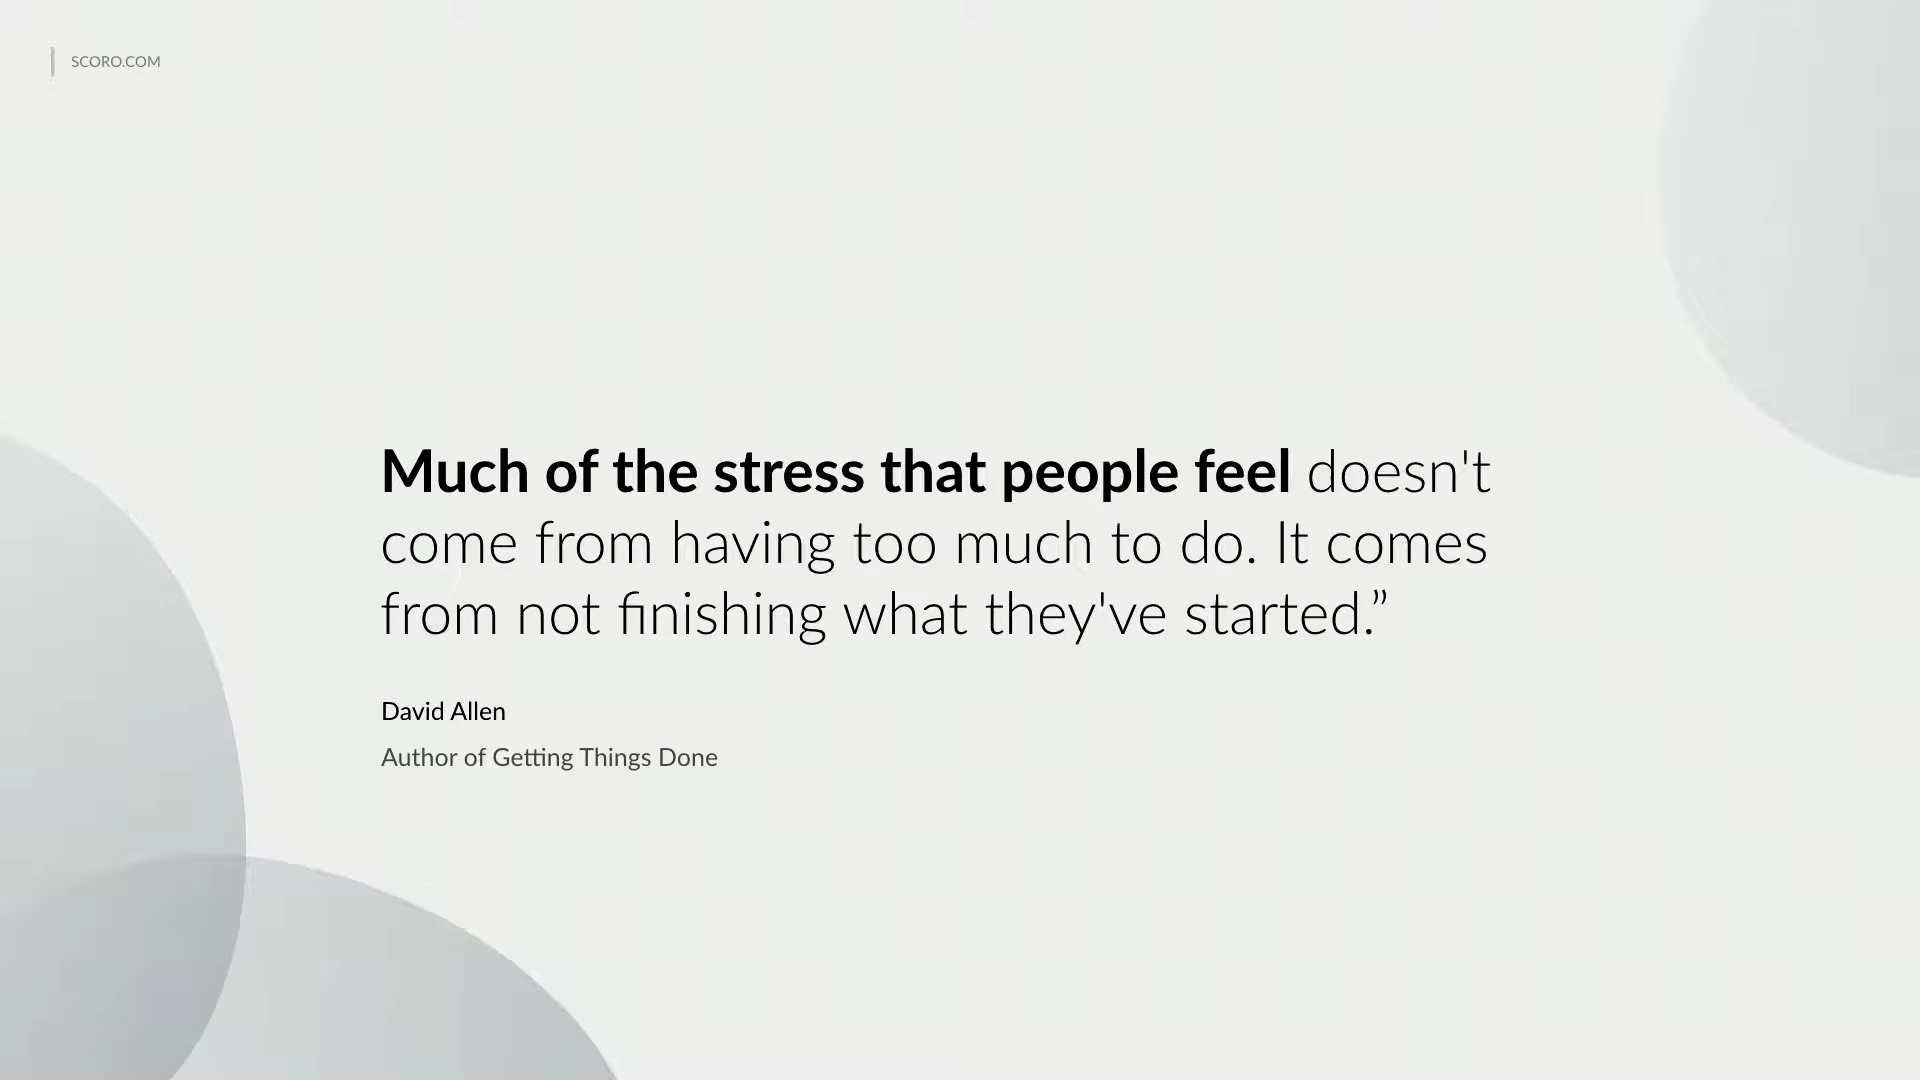 SCORO.COM
Much of the stress that people feel doesn't
come from having too much to do. It comes
from not finishing what they've started.”
David Allen
Author of Getting Things Done